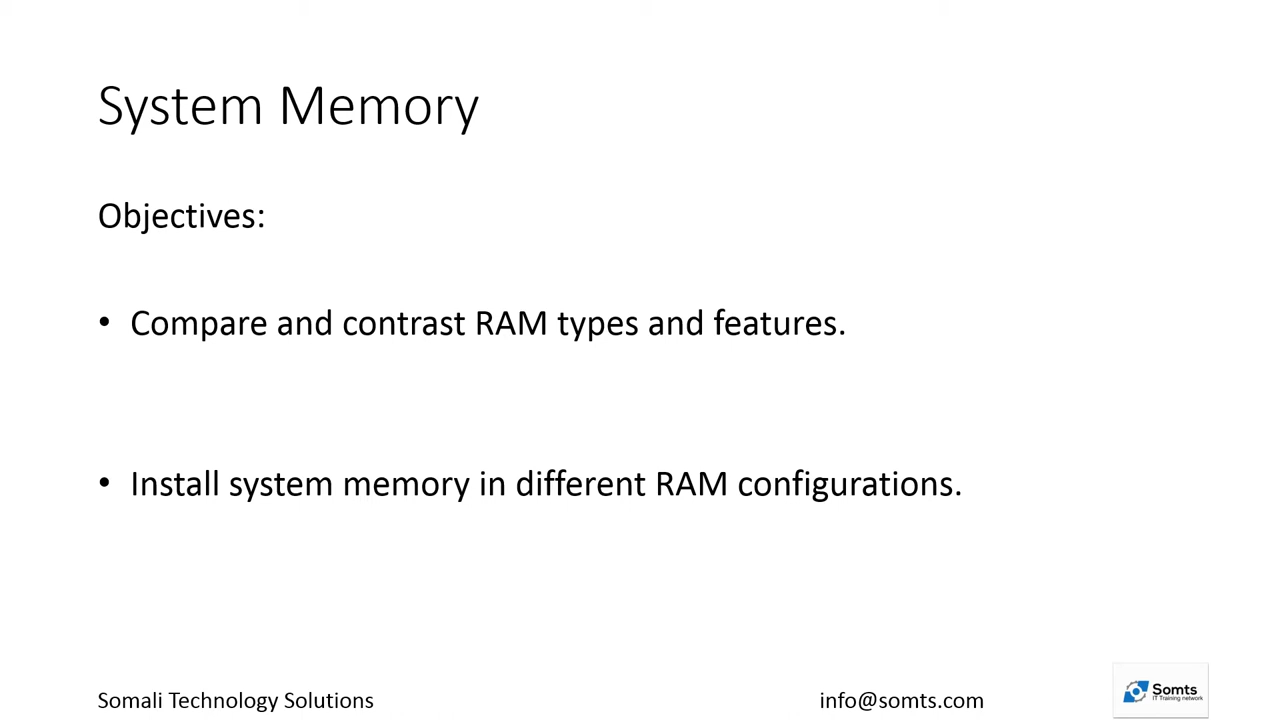 System Memory
Objectives:
• Compare and contrast RAM types and features.
• Install system memory in different RAM configurations.
Somali Technology Solutions
info@somts.com
Somts
IT Training network